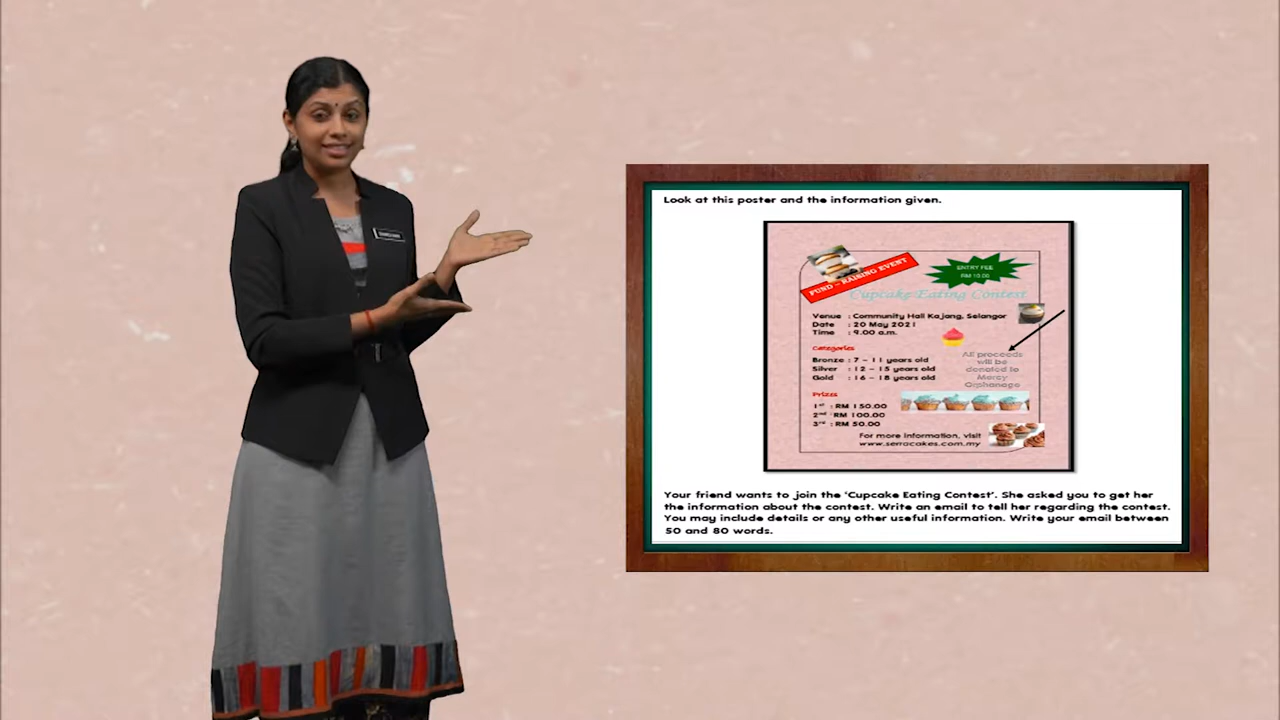 Look at this poster and the information given.
FUND - RAISING EVENT
ENTRY FEE
RM 10.00
Cupcake Eating Contest
Venue : Community Hall Kajang, Selangor
Date : 20 May 2021
Time : 9.00 a.m.
Categories
Bronze : 7 - 11 years old
Silver : 12 - 15 years old
Gold : 16 - 18 years old
All proceeds
will be
donated to
Mercy
Orphanage
Prizes
1st : RM 150.00
2nd : RM 100.00
3rd : RM 50.00
For more information, visit
www.serracakes.com.my
Your friend wants to join the 'Cupcake Eating Contest'. She asked you to get her
the information about the contest. Write an email to tell her regarding the contest.
You may include details or any other useful information. Write your email between
50 and 80 words.